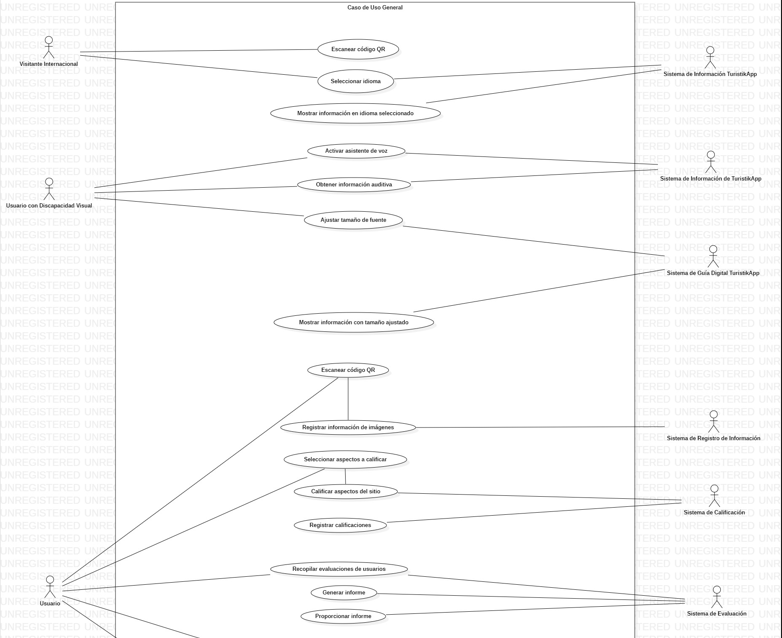 Caso de Uso General
Visitante Internacional
Escanear código QR
Seleccionar idioma
Sistema de Información TuristikApp
Mostrar información en idioma seleccionado
Activar asistente de voz
Obtener información auditiva
Sistema de Información de TuristikApp
Usuario con Discapacidad Visual
Ajustar tamaño de fuente
Sistema de Guía Digital TuristikApp
Mostrar información con tamaño ajustado
Escanear código QR
Registrar información de imágenes
Sistema de Registro de Información
Seleccionar aspectos a calificar
Calificar aspectos del sitio
Sistema de Calificación
Registrar calificaciones
Recopilar evaluaciones de usuarios
Generar informe
Usuario
Proporcionar informe
Sistema de Evaluación